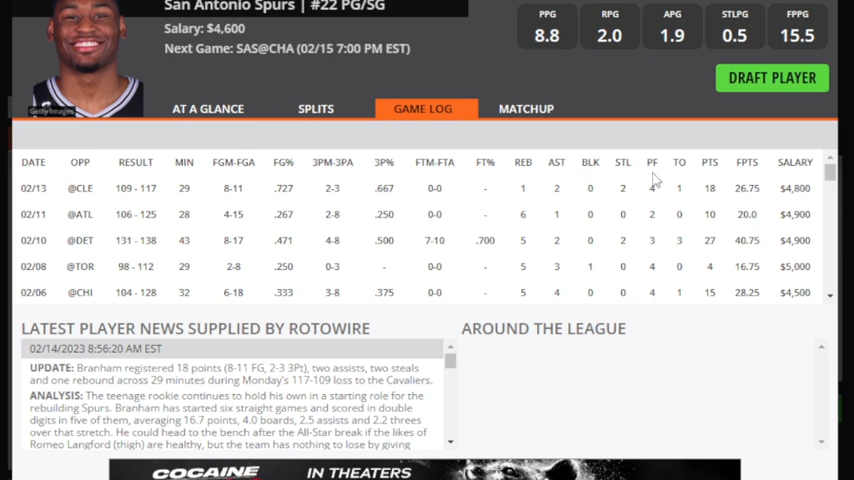 San Antonio Spurs | #22 PG/SG
Salary: $4,600
Next Game: SAS@CHA (02/15 7:00 PM EST)
PPG RPG APG STLPG FPPG
8.8 2.0 1.9 0.5 15.5
DRAFT PLAYER
Getty Images
AT A GLANCE SPLITS GAME LOG MATCHUP
DATE OPP RESULT MIN FGM-FGA FG% 3PM-3PA 3P% FTM-FTA FT% REB AST BLK STL PF TO PTS FPTS SALARY
02/13 @CLE 109 - 117 29 8-11 .727 2-3 .667 0-0 - 1 2 0 2 4 1 18 26.75 $4,800
02/11 @ATL 106 - 125 28 4-15 .267 2-8 .250 0-0 - 6 1 0 0 2 0 10 20.0 $4,900
02/10 @DET 131 - 138 43 8-17 .471 4-8 .500 7-10 .700 5 2 0 2 3 3 27 40.75 $4,900
02/08 @TOR 98 - 112 29 2-8 .250 0-3 - 0-0 - 5 3 1 0 4 0 4 16.75 $5,000
02/06 @CHI 104 - 128 32 6-18 .333 3-8 .375 0-0 - 5 4 0 0 4 1 15 28.25 $4,500
LATEST PLAYER NEWS SUPPLIED BY ROTOWIRE
AROUND THE LEAGUE
02/14/2023 8:56:20 AM EST
UPDATE: Branham registered 18 points (8-11 FG, 2-3 3Pt), two assists, two steals
and one rebound across 29 minutes during Monday's 117-109 loss to the Cavaliers.
ANALYSIS: The teenage rookie continues to hold his own in a starting role for the
rebuilding Spurs. Branham has started six straight games and scored in double
digits in five of them, averaging 16.7 points, 4.0 boards, 2.5 assists and 2.2 threes
over that stretch. He could head to the bench after the All-Star break if the likes of
Romeo Langford (thigh) are healthy, but the team has nothing to lose by giving
COCAINE IN THEATERS